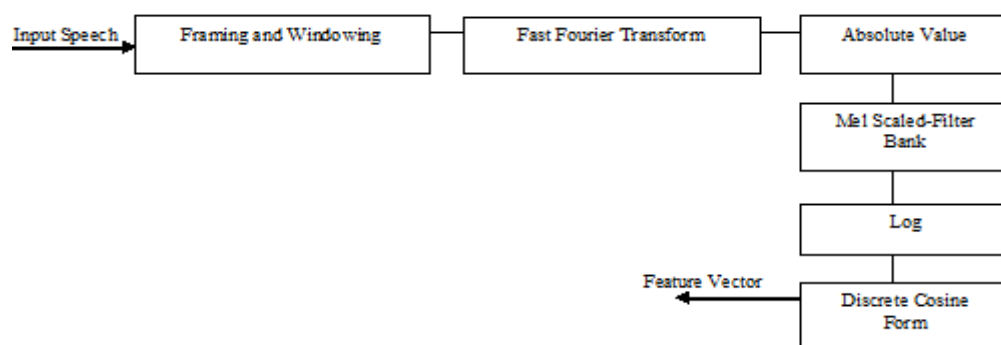 Input Speech
Framing and Windowing
Fast Fourier Transform
Absolute Value
Mel Scaled-Filter
Bank
Log
Discrete Cosine
Form
Feature Vector